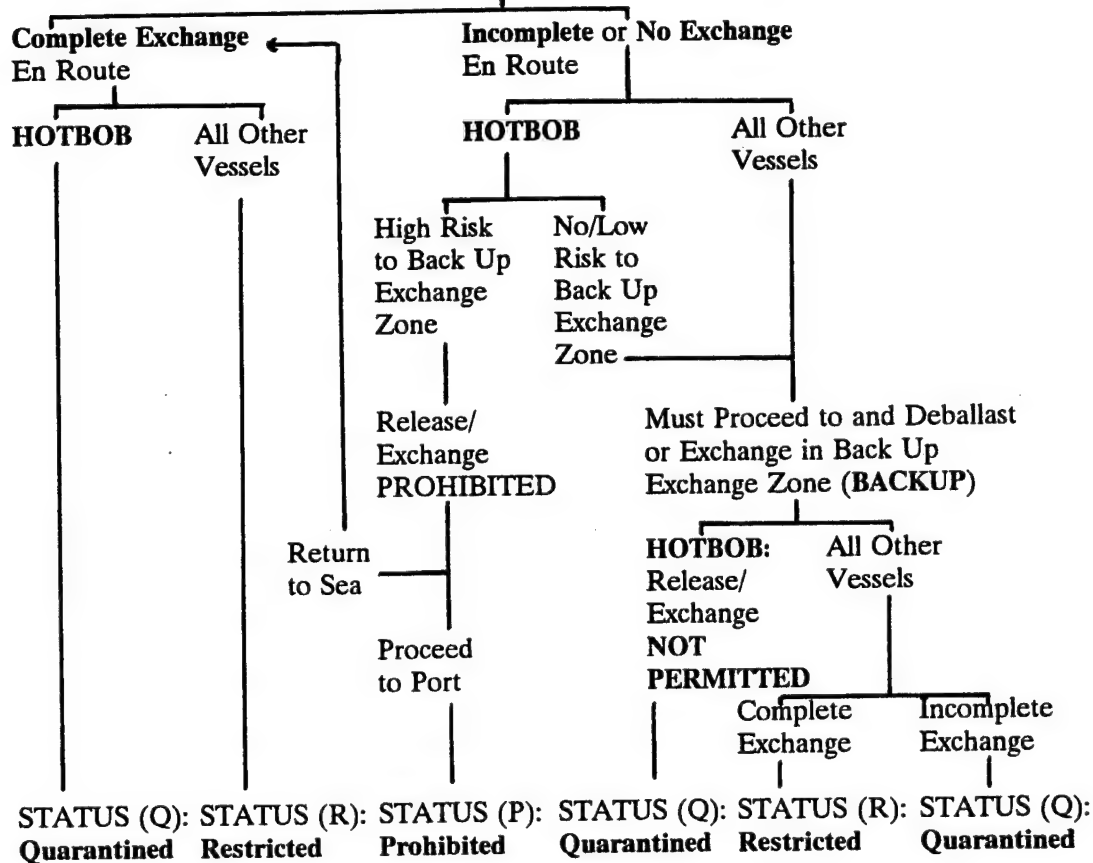 Complete Exchange
En Route
Incomplete or No Exchange
En Route
HOTBOB
All Other
Vessels
HOTBOB
All Other
Vessels
High Risk
to Back Up
Exchange
Zone
No/Low
Risk to
Back Up
Exchange
Zone
Release/
Exchange
PROHIBITED
Must Proceed to and Deballast
or Exchange in Back Up
Exchange Zone (BACKUP)
Return
to Sea
Proceed
to Port
HOTBOB:
Release/
Exchange
NOT
PERMITTED
All Other
Vessels
Complete
Exchange
Incomplete
Exchange
STATUS (Q):
Quarantined
STATUS (R):
Restricted
STATUS (P):
Prohibited
STATUS (Q):
Quarantined
STATUS (R):
Restricted
STATUS (Q):
Quarantined